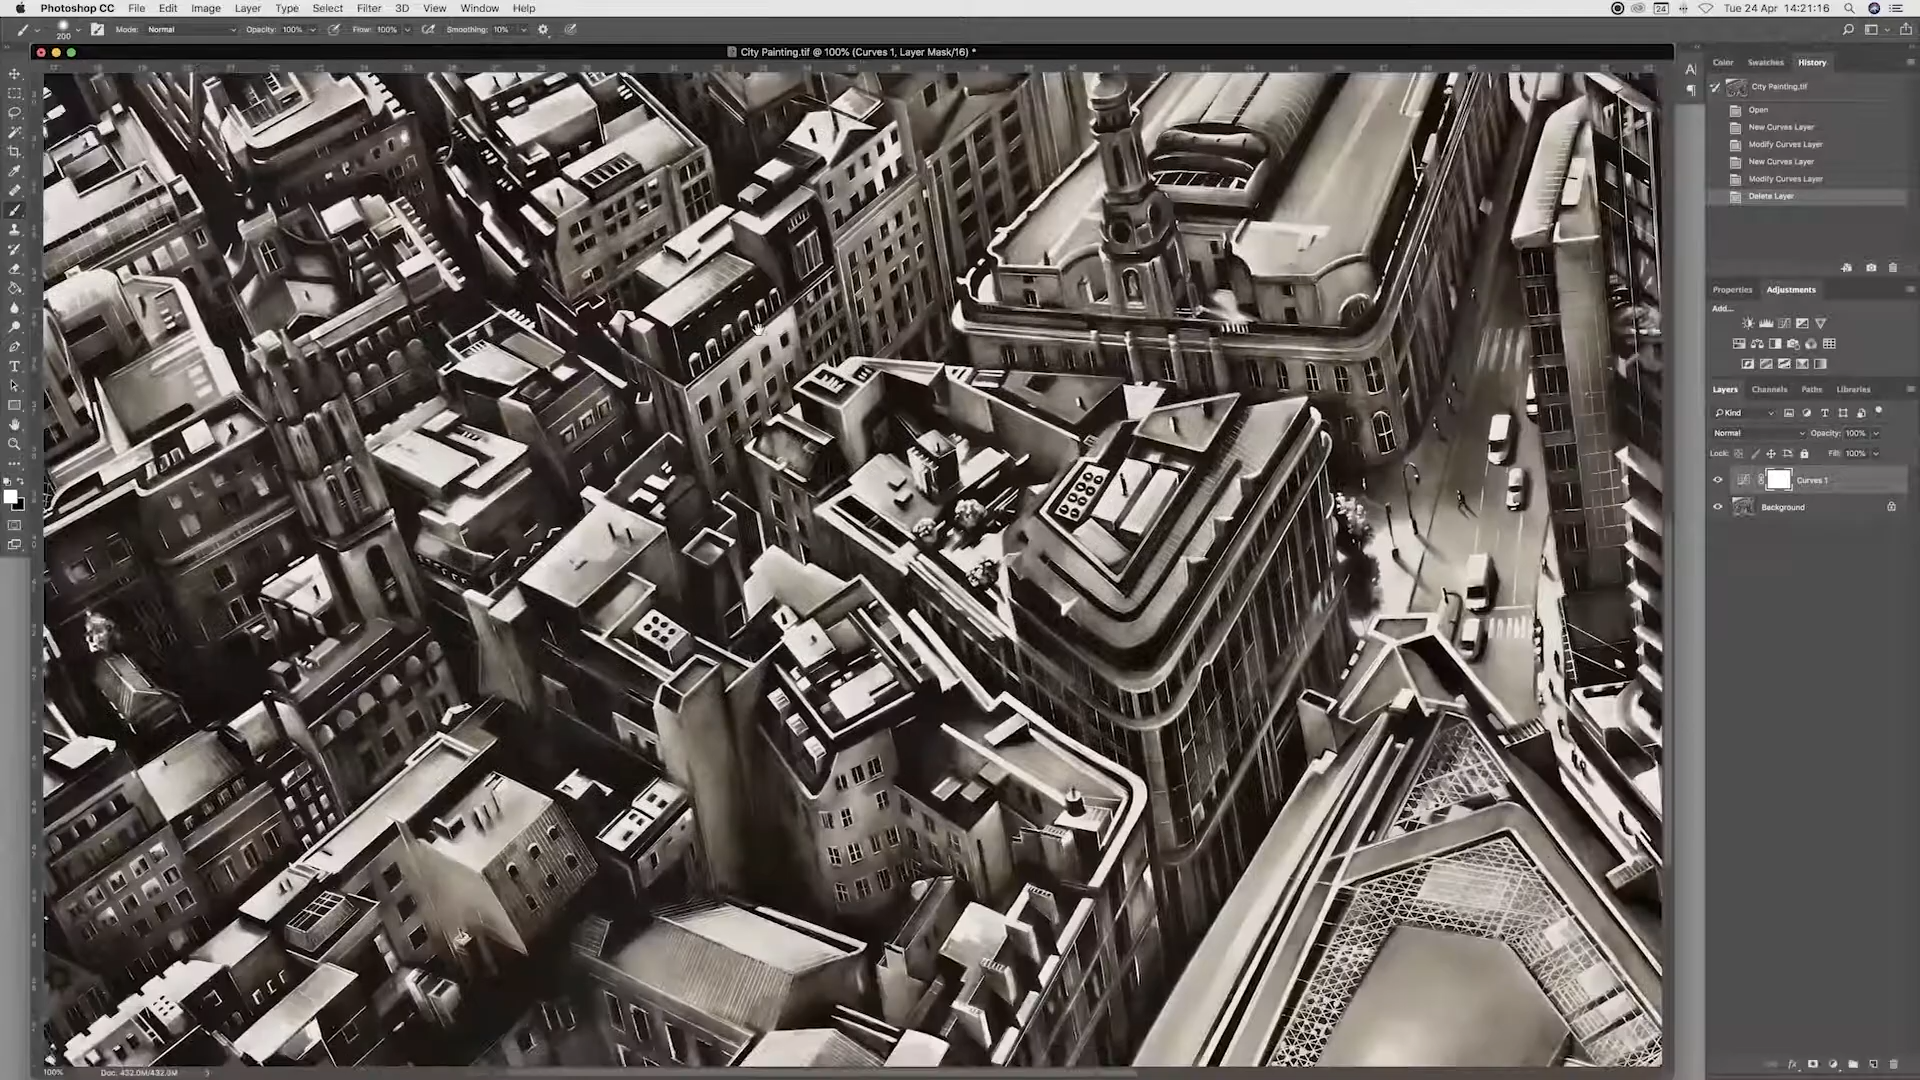 Photoshop CC File Edit Image Layer Type Select Filter 3D View Window Help 24 Tue 24 Apr 14:21:16
200 Mode: Normal Opacity: 100% Flow: 100% Smoothing: 10%
City Painting.tif @ 100% (Curves 1, Layer Mask/16) *
Color Swatches History
City Painting.tif
Open
New Curves Layer
Modify Curves Layer
New Curves Layer
Modify Curves Layer
Delete Layer
Properties Adjustments
Add...
Layers Channels Paths Libraries
Kind
Normal Opacity: 100%
Lock: Fill: 100%
Curves 1
Background
100% Doc: 432.0M/432.0M